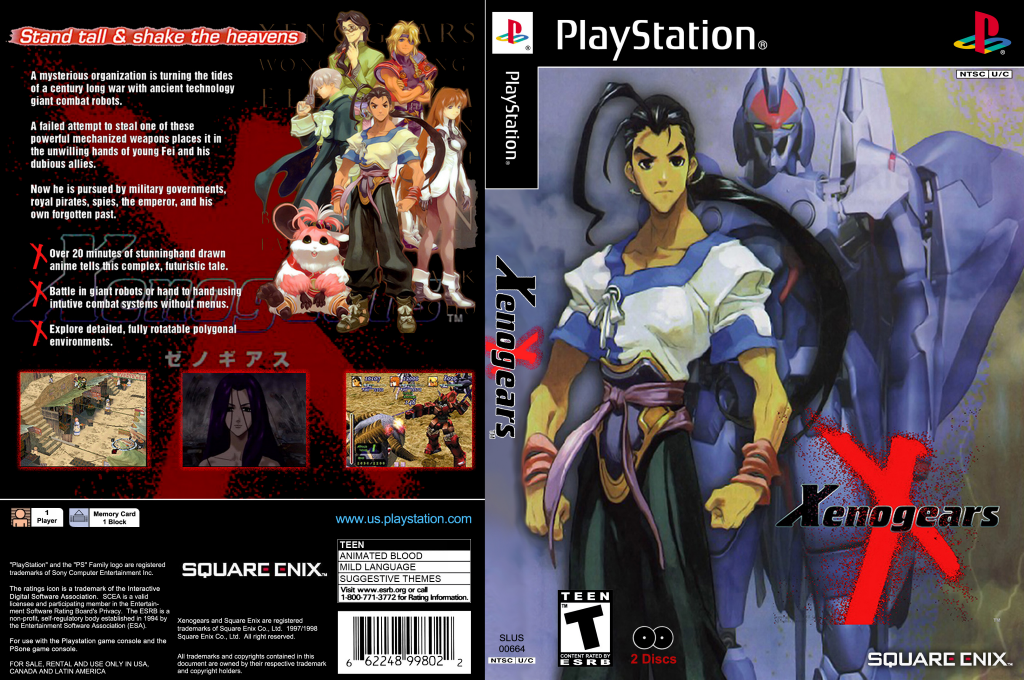 Stand tall & shake the heavens
A mysterious organization is turning the tides
of a century long war with ancient technology
giant combat robots.
A failed attempt to steal one of these
powerful mechanized weapons places it in
the unwilling hands of young Fei and his
dubious allies.
Now he is pursued by military governments,
royal pirates, spies, the emperor, and his
own forgotten past.
Over 20 minutes of stunninghand drawn
anime tells this complex, futuristic tale.
Battle in giant robots or hand to hand using
intutive combat systems without menus.
Explore detailed, fully rotatable polygonal
environments.
XENOGEARS
Xenogears
TM
ゼノギアス
1
Player
Memory Card
1 Block
www.us.playstation.com
"PlayStation" and the "PS" Family logo are registered
trademarks of Sony Computer Entertainment Inc.
The ratings icon is a trademark of the Interactive
Digital Software Association.  SCEA is a valid
licensee and participating member in the Entertain-
ment Software Rating Board's Privacy.  The ESRB is a
non-profit, self-regulatory body established in 1994 by
the Entertainment Software Association (ESA).
For use with the Playstation game console and the
PSone game console.
FOR SALE, RENTAL AND USE ONLY IN USA,
CANADA AND LATIN AMERICA
SQUARE ENIX™
Xenogears and Square Enix are registered
trademarks of Square Enix Co., Ltd.  1997/1998
Square Enix Co., Ltd.  All right reserved.
All trademarks and copyrights contained in this
document are owned by their respective trademark
and copyright holders.
TEEN
ANIMATED BLOOD
MILD LANGUAGE
SUGGESTIVE THEMES
Visit www.esrb.org or call
1-800-771-3772 for Rating Information.
6 62248 99802 2
PlayStation®
Xenogears
TM
SLUS
00664
NTSC U/C
PlayStation®
NTSC U/C
Xenogears
TM
TEEN
TM
T
CONTENT RATED BY
ESRB
2 Discs
SQUARE ENIX™